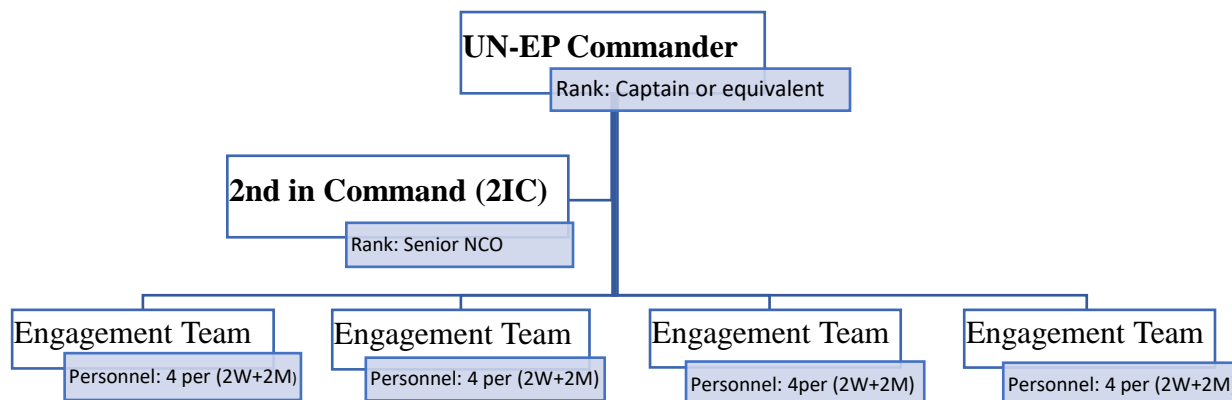 UN-EP Commander
Rank: Captain or equivalent
2nd in Command (2IC)
Rank: Senior NCO
Engagement Team
Personnel: 4 per (2W+2M)
Engagement Team
Personnel: 4 per (2W+2M)
Engagement Team
Personnel: 4per (2W+2M)
Engagement Team
Personnel: 4 per (2W+2M